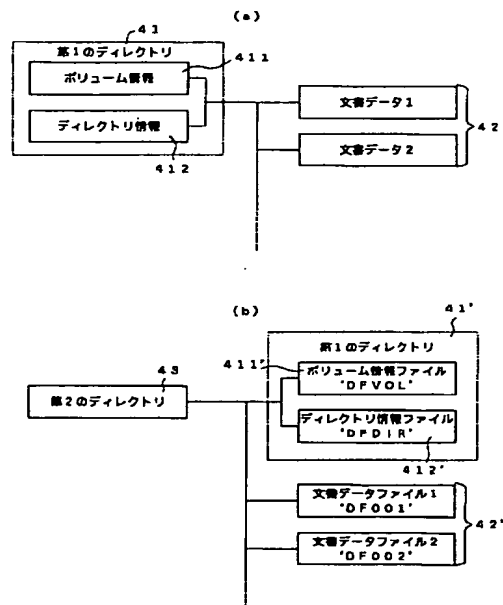 (a)
41
第1のディレクトリ
ボリューム情報
411
ディレクトリ情報
412
文書データ1
文書データ2
42
(b)
41'
第1のディレクトリ
411'
ボリューム情報ファイル
"DFVOL"
ディレクトリ情報ファイル
"DFDIR"
412'
43
第2のディレクトリ
文書データファイル1
"DF001"
文書データファイル2
"DF002"
42'